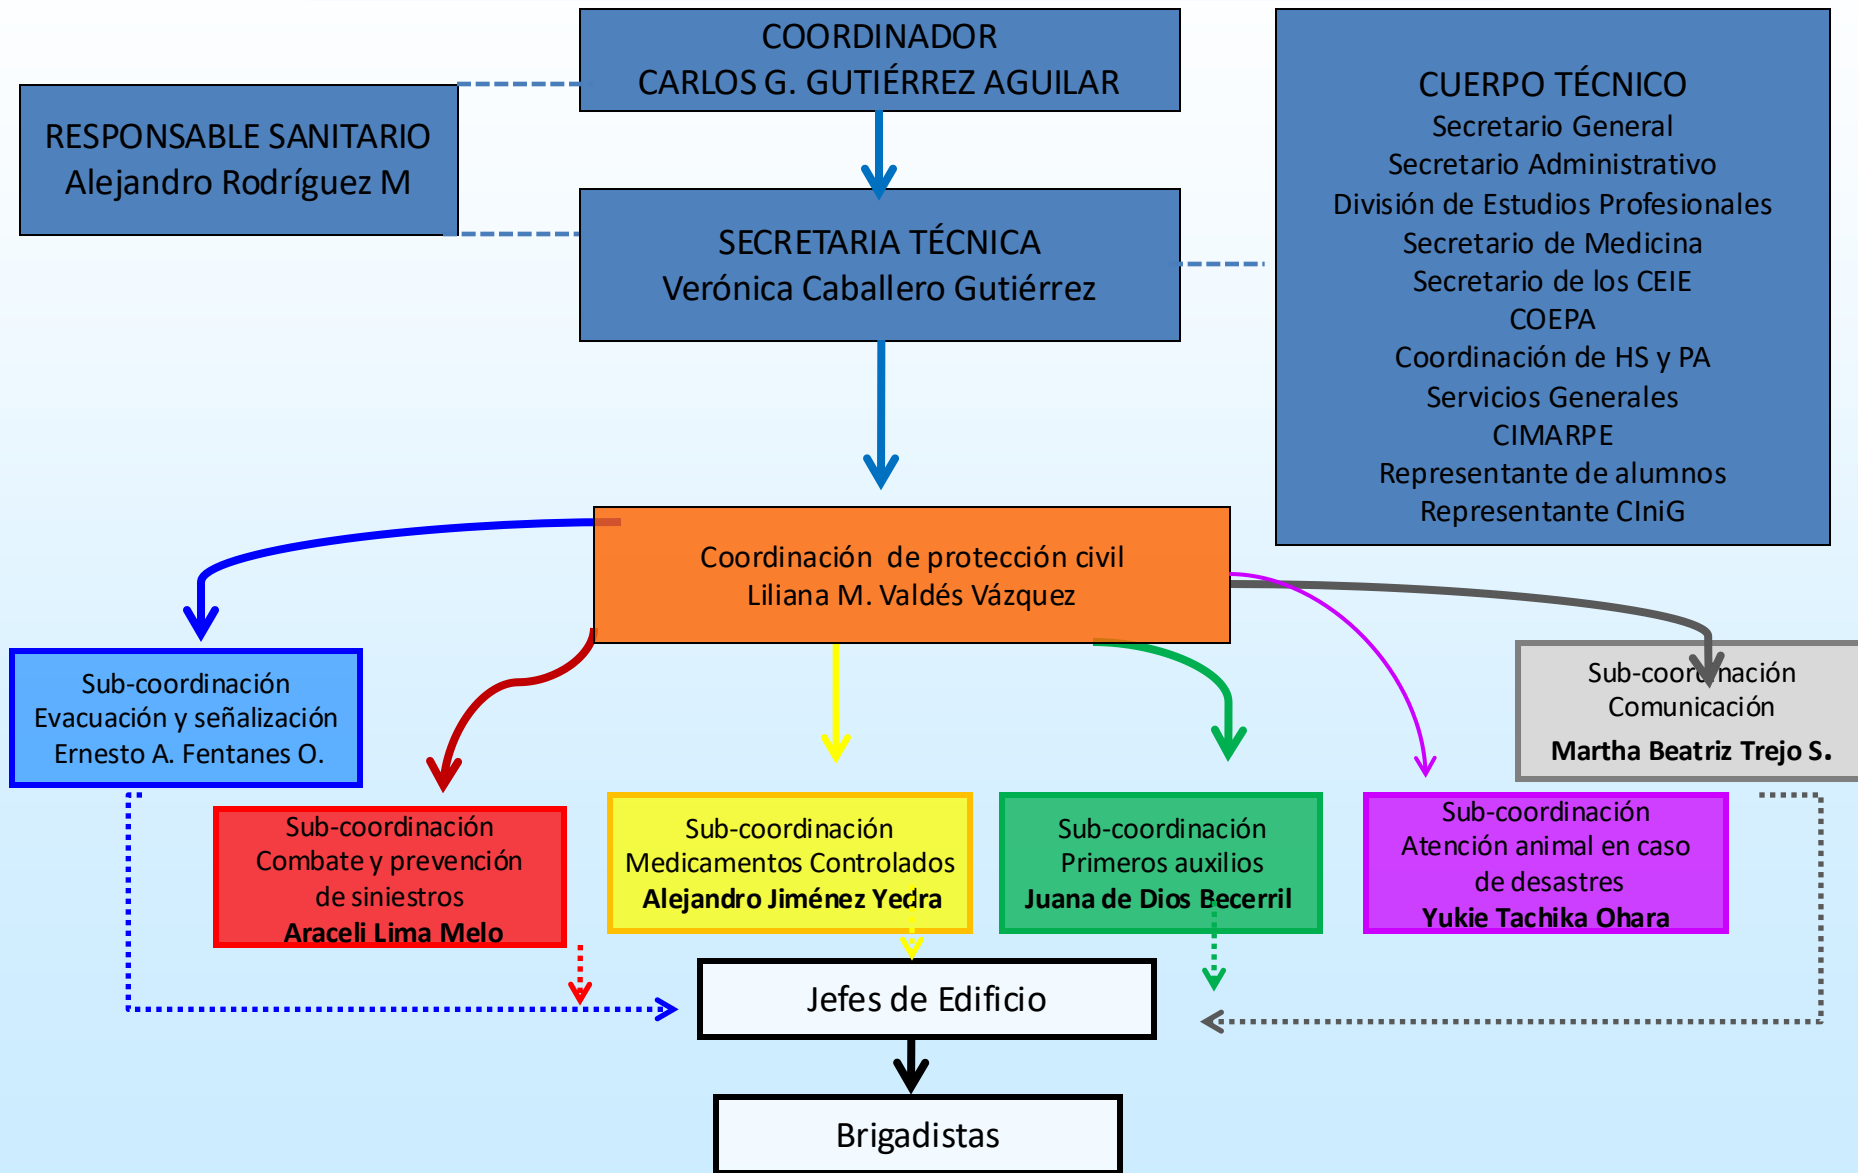 COORDINADOR
CARLOS G. GUTIÉRREZ AGUILAR
RESPONSABLE SANITARIO
Alejandro Rodríguez M
SECRETARIA TÉCNICA
Verónica Caballero Gutiérrez
CUERPO TÉCNICO
Secretario General
Secretario Administrativo
División de Estudios Profesionales
Secretario de Medicina
Secretario de los CEIE
COEPA
Coordinación de HS y PA
Servicios Generales
CIMARPE
Representante de alumnos
Representante CIniG
Coordinación de protección civil
Liliana M. Valdés Vázquez
Sub-coordinación
Evacuación y señalización
Ernesto A. Fentanes O.
Sub-coordinación
Combate y prevención
de siniestros
Araceli Lima Melo
Sub-coordinación
Medicamentos Controlados
Alejandro Jiménez Yedra
Sub-coordinación
Primeros auxilios
Juana de Dios Becerril
Sub-coordinación
Atención animal en caso
de desastres
Yukie Tachika Ohara
Sub-coordinación
Comunicación
Martha Beatriz Trejo S.
Jefes de Edificio
Brigadistas